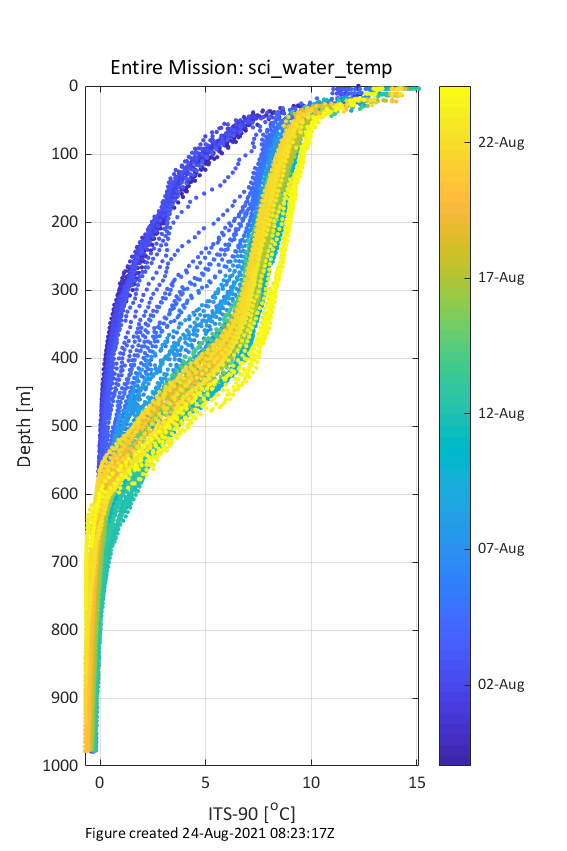 Entire Mission: sci_water_temp
0
100
200
300
400
500
600
700
800
900
1000
Depth [m]
0
5
10
15
ITS-90 [°C]
22-Aug
17-Aug
12-Aug
07-Aug
02-Aug
Figure created 24-Aug-2021 08:23:17Z